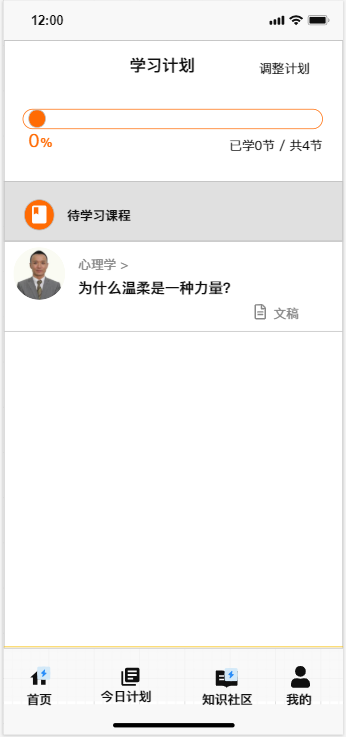 12:00
学习计划
调整计划
0%
已学0节 / 共4节
待学习课程
心理学 >
为什么温柔是一种力量?
文稿
首页
今日计划
知识社区
我的